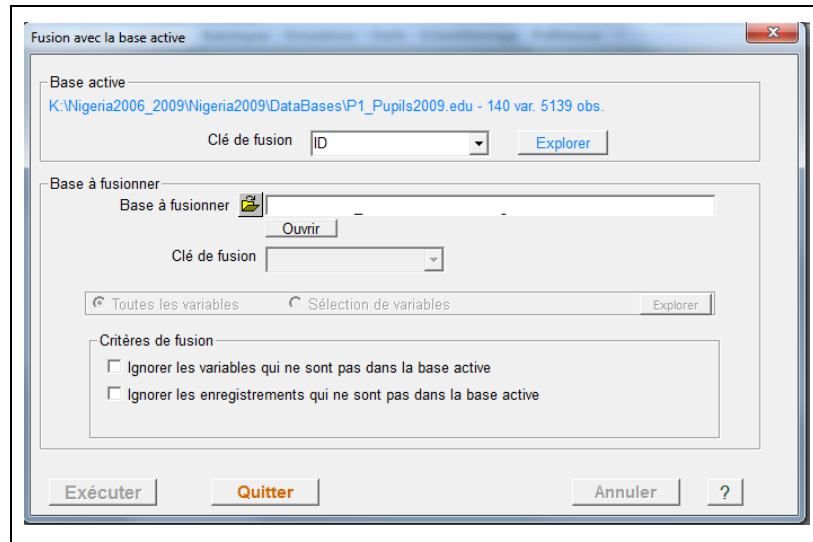 Fusion avec la base active
Base active
K:\Nigeria2006_2009\Nigeria2009\DataBases\P1_Pupils2009.edu - 140 var. 5139 obs.
Clé de fusion ID Explorer
Base à fusionner
Base à fusionner
Ouvrir
Clé de fusion
Toutes les variables Sélection de variables Explorer
Critères de fusion
Ignorer les variables qui ne sont pas dans la base active
Ignorer les enregistrements qui ne sont pas dans la base active
Exécuter Quitter Annuler ?